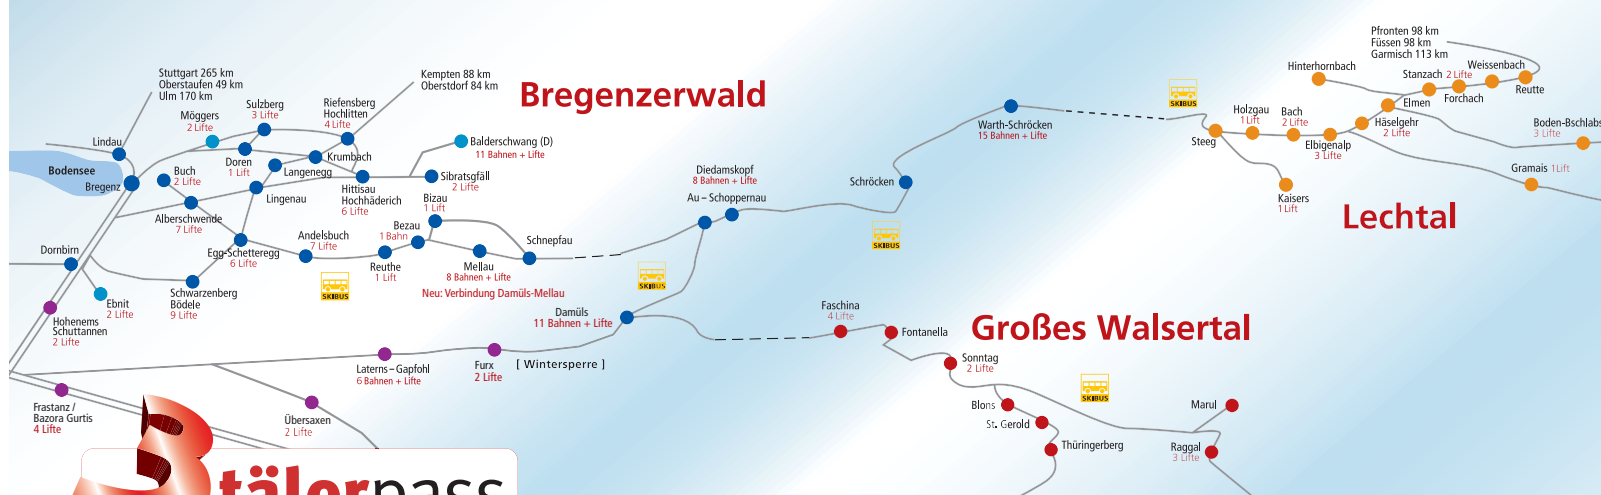 Stuttgart 265 km
Oberstaufen 49 km
Ulm 170 km
Kempten 88 km
Oberstdorf 84 km
Bregenzerwald
Pfronten 98 km
Füssen 98 km
Garmisch 113 km
Hinterhornbach
Stanzach 2 Lifte
Weissenbach
Reutte
Forchach
Elmen
Häselgehr
2 Lifte
Bach
2 Lifte
Holzgau
1 Lift
Steeg
Elbigenalp
3 Lifte
Boden-Bschlabs
3 Lifte
Gramais 1 Lift
Kaisers
1 Lift
Lechtal
SKIBUS
Warth-Schröcken
15 Bahnen + Lifte
Schröcken
SKIBUS
Diedamskopf
8 Bahnen + Lifte
Au – Schoppernau
Lindau
Möggers
2 Lifte
Sulzberg
3 Lifte
Riefensberg
Hochlitten
4 Lifte
Balderschwang (D)
11 Bahnen + Lifte
Bodensee
Bregenz
Buch
2 Lifte
Doren
1 Lift
Langenegg
Krumbach
Lingenau
Hittisau
Hochhäderich
6 Lifte
Sibratsgfäll
2 Lifte
Bizau
1 Lift
Alberschwende
7 Lifte
Bezau
1 Bahn
Andelsbuch
7 Lifte
Schnepfau
Dornbirn
Egg-Schetteregg
6 Lifte
Reuthe
1 Lift
Mellau
8 Bahnen + Lifte
Neu: Verbindung Damüls-Mellau
SKIBUS
SKIBUS
Schwarzenberg
Bödele
9 Lifte
Ebnit
2 Lifte
Hohenems
Schuttannen
2 Lifte
Damüls
11 Bahnen + Lifte
Faschina
4 Lifte
Fontanella
Großes Walsertal
Laterns – Gapfohl
6 Bahnen + Lifte
Furx
2 Lifte
[ Wintersperre ]
Sonntag
2 Lifte
SKIBUS
Blons
St. Gerold
Thüringerberg
Marul
Raggal
3 Lifte
Frastanz /
Bazora Gurtis
4 Lifte
Übersaxen
2 Lifte
3
tälerpass